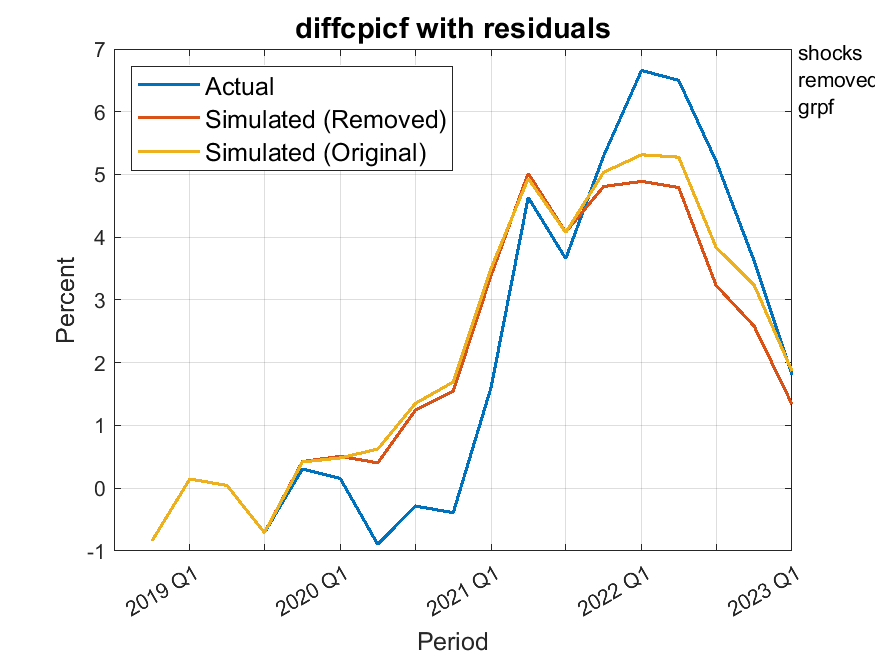 diffcpicf with residuals
shocks
removed
grpf
Actual
Simulated (Removed)
Simulated (Original)
7
6
5
4
3
2
1
0
-1
Percent
2019 Q1
2020 Q1
2021 Q1
2022 Q1
2023 Q1
Period